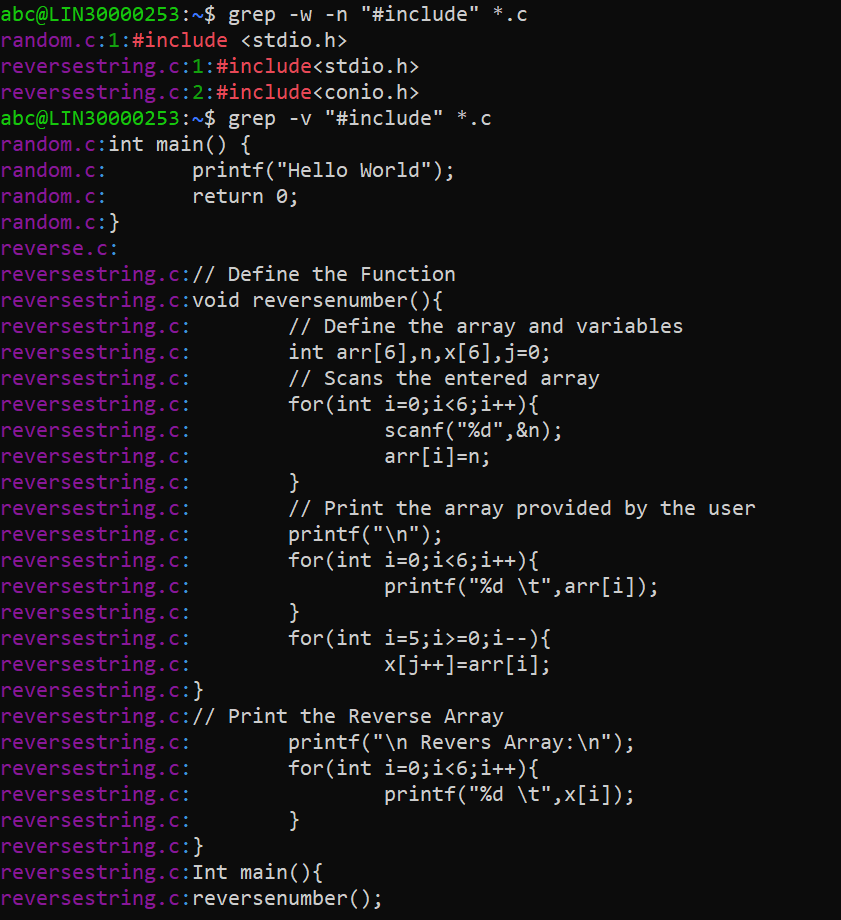 abc@LIN30000253:~$ grep -w -n "#include" *.c
random.c:1:#include <stdio.h>
reversestring.c:1:#include<stdio.h>
reversestring.c:2:#include<conio.h>
abc@LIN30000253:~$ grep -v "#include" *.c
random.c:int main() {
random.c:       printf("Hello World");
random.c:       return 0;
random.c:}
reverse.c:
reversestring.c:// Define the Function
reversestring.c:void reversenumber(){
reversestring.c:        // Define the array and variables
reversestring.c:        int arr[6],n,x[6],j=0;
reversestring.c:        // Scans the entered array
reversestring.c:        for(int i=0;i<6;i++){
reversestring.c:                scanf("%d",&n);
reversestring.c:                arr[i]=n;
reversestring.c:        }
reversestring.c:        // Print the array provided by the user
reversestring.c:        printf("\n");
reversestring.c:        for(int i=0;i<6;i++){
reversestring.c:                printf("%d \t",arr[i]);
reversestring.c:        }
reversestring.c:        for(int i=5;i>=0;i--){
reversestring.c:                x[j++]=arr[i];
reversestring.c:}
reversestring.c:// Print the Reverse Array
reversestring.c:        printf("\n Revers Array:\n");
reversestring.c:        for(int i=0;i<6;i++){
reversestring.c:                printf("%d \t",x[i]);
reversestring.c:        }
reversestring.c:}
reversestring.c:Int main(){
reversestring.c:reversenumber();